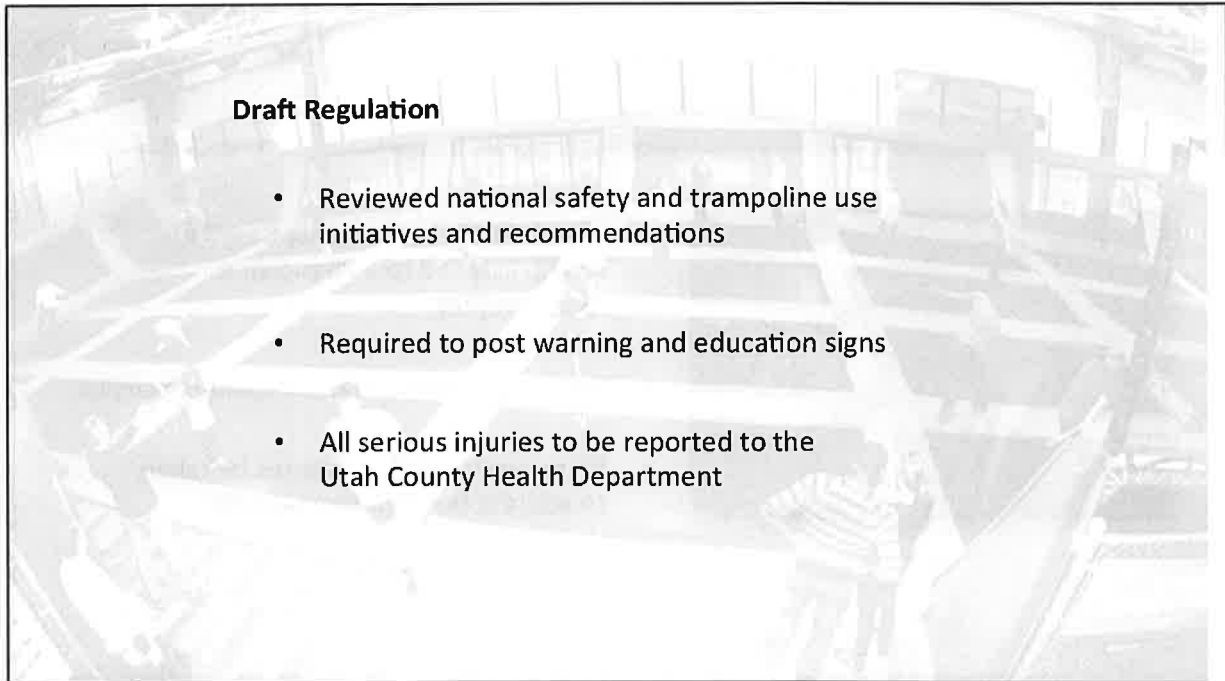 Draft Regulation
• Reviewed national safety and trampoline use
initiatives and recommendations
• Required to post warning and education signs
• All serious injuries to be reported to the
Utah County Health Department